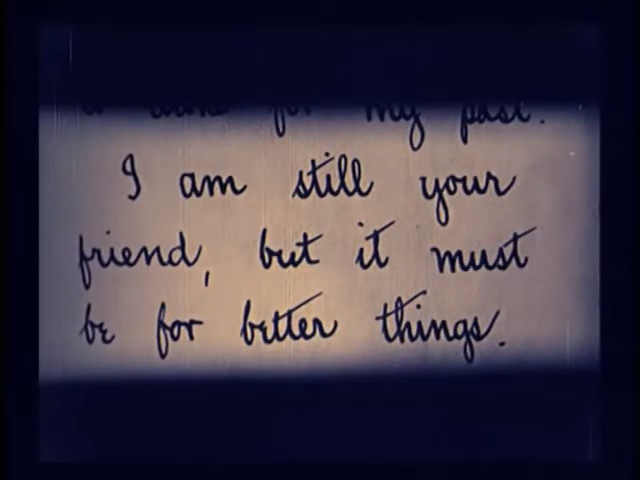 for my past.
I am still your
friend, but it must
be for better things.